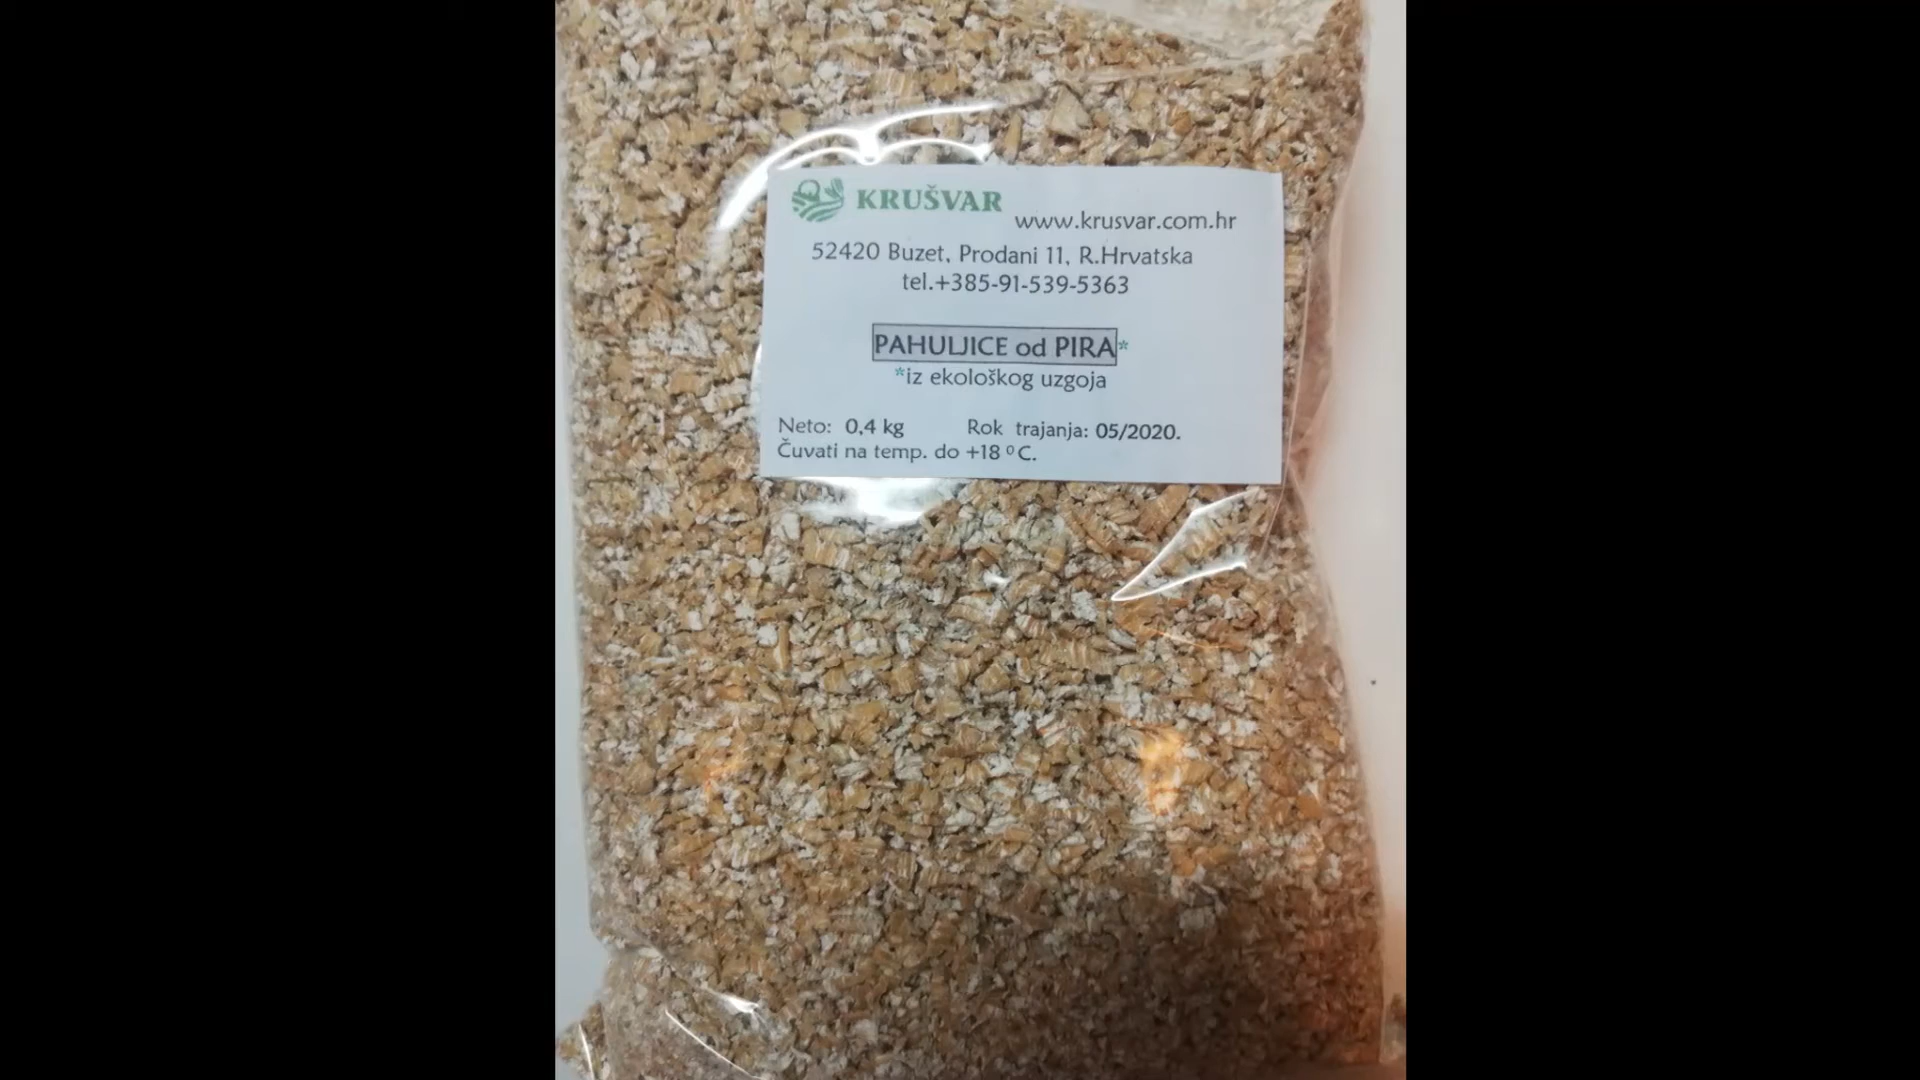 KRUŠVAR www.krusvar.com.hr
52420 Buzet, Prodani 11, R.Hrvatska
tel.+385-91-539-5363
PAHULJICE od PIRA*
*iz ekološkog uzgoja
Neto: 0,4 kg Rok trajanja: 05/2020.
Čuvati na temp. do +18 ⁰C.